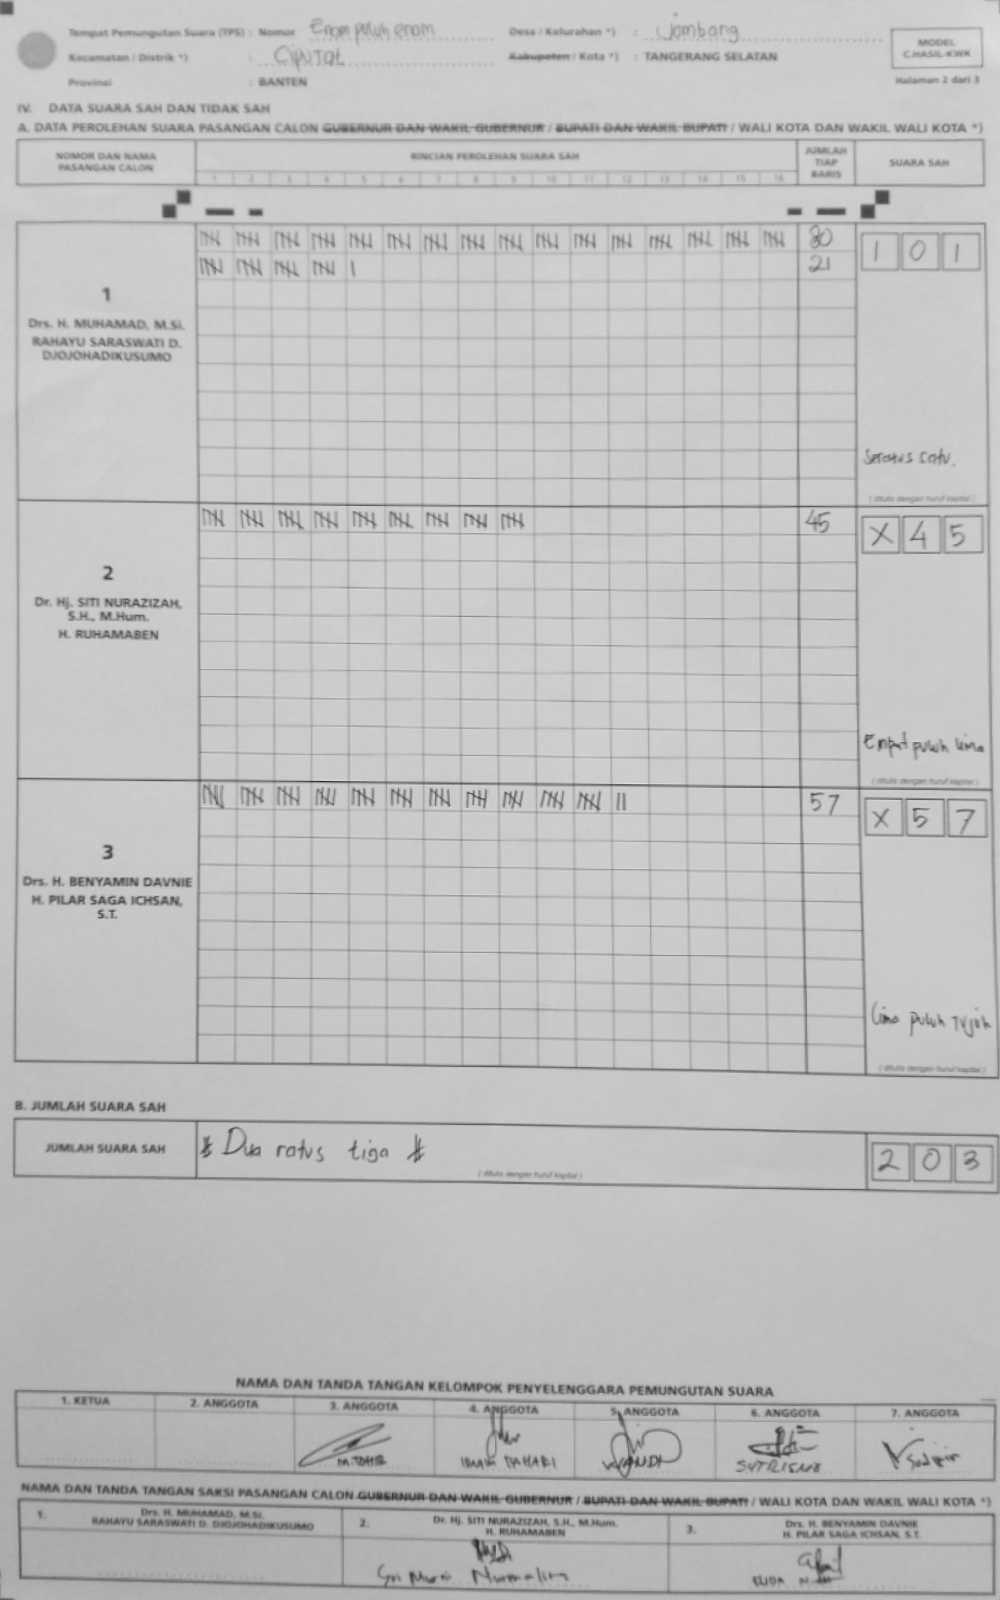 Tempat Pemungutan Suara (TPS) : Nomor Enam puluh enam Desa / Kelurahan *) : Jombang
Kecamatan / Distrik *) : CIPUTAT Kabupaten / Kota *) : TANGERANG SELATAN
Provinsi : BANTEN
MODEL
C.HASIL-KWK
Halaman 2 dari 3
IV. DATA SUARA SAH DAN TIDAK SAH
A. DATA PEROLEHAN SUARA PASANGAN CALON GUBERNUR DAN WAKIL GUBERNUR / BUPATI DAN WAKIL BUPATI / WALI KOTA DAN WAKIL WALI KOTA *)
NOMOR DAN NAMA PASANGAN CALON
RINCIAN PEROLEHAN SUARA SAH
JUMLAH TIAP BARIS
SUARA SAH
1 2 3 4 5 6 7 8 9 10 11 12 13 14 15 16
1
Drs. H. MUHAMAD, M.Si.
RAHAYU SARASWATI D.
DJOJOHADIKUSUMO
80
21
1 0 1
Seratus satu.
( ditulis dengan huruf kapital )
2
Dr. Hj. SITI NURAZIZAH,
S.H., M.Hum.
H. RUHAMABEN
45
X 4 5
Empat puluh lima
( ditulis dengan huruf kapital )
3
Drs. H. BENYAMIN DAVNIE
H. PILAR SAGA ICHSAN,
S.T.
57
X 5 7
Lima puluh Tujuh
( ditulis dengan huruf kapital )
B. JUMLAH SUARA SAH
JUMLAH SUARA SAH
Dua ratus tiga
( ditulis dengan huruf kapital )
2 0 3
NAMA DAN TANDA TANGAN KELOMPOK PENYELENGGARA PEMUNGUTAN SUARA
1. KETUA 2. ANGGOTA 3. ANGGOTA 4. ANGGOTA 5. ANGGOTA 6. ANGGOTA 7. ANGGOTA
M.TOHIR SUTRISNO
NAMA DAN TANDA TANGAN SAKSI PASANGAN CALON GUBERNUR DAN WAKIL GUBERNUR / BUPATI DAN WAKIL BUPATI / WALI KOTA DAN WAKIL WALI KOTA *)
1. Drs. H. MUHAMAD, M.Si.
RAHAYU SARASWATI D. DJOJOHADIKUSUMO
2. Dr. Hj. SITI NURAZIZAH, S.H., M.Hum.
H. RUHAMABEN
3. Drs. H. BENYAMIN DAVNIE
H. PILAR SAGA ICHSAN, S.T.